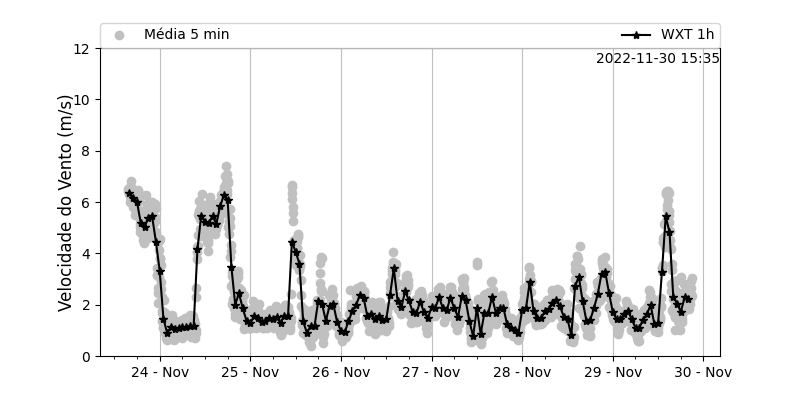 Média 5 min
WXT 1h
2022-11-30 15:35
Velocidade do Vento (m/s)
12
10
8
6
4
2
0
24 - Nov
25 - Nov
26 - Nov
27 - Nov
28 - Nov
29 - Nov
30 - Nov